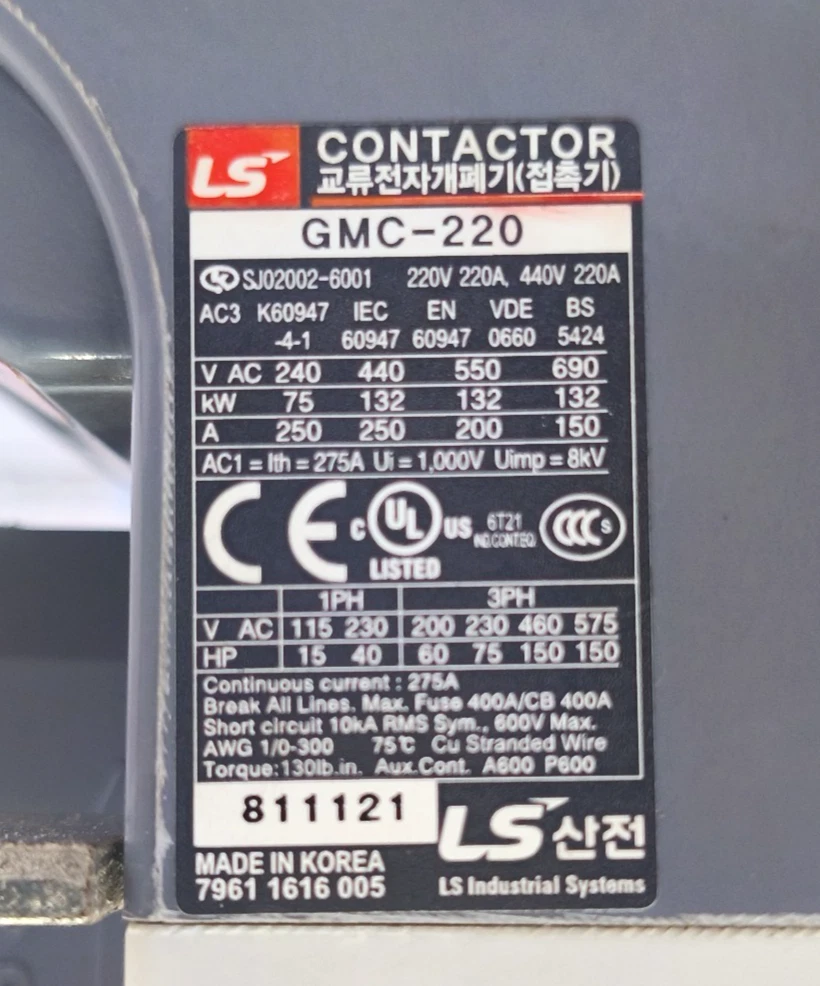 LS CONTACTOR
교류전자개폐기(접촉기)
GMC-220
SJ02002-6001 220V 220A, 440V 220A
AC3 K60947 IEC EN VDE BS
-4-1 60947 60947 0660 5424
V AC 240 440 550 690
kW 75 132 132 132
A 250 250 200 150
AC1 = Ith = 275A Ui = 1,000V Uimp = 8kV
CE C UL US 6T21 CCC S
IND.CONT.EQ.
LISTED
1PH 3PH
V AC 115 230 200 230 460 575
HP 15 40 60 75 150 150
Continuous current : 275A
Break All Lines. Max. Fuse 400A/CB 400A
Short circuit 10kA RMS Sym., 600V Max.
AWG 1/0-300 75℃ Cu Stranded Wire
Torque:130lb.in. Aux.Cont. A600 P600
811121 LS 산전
MADE IN KOREA
7961 1616 005 LS Industrial Systems